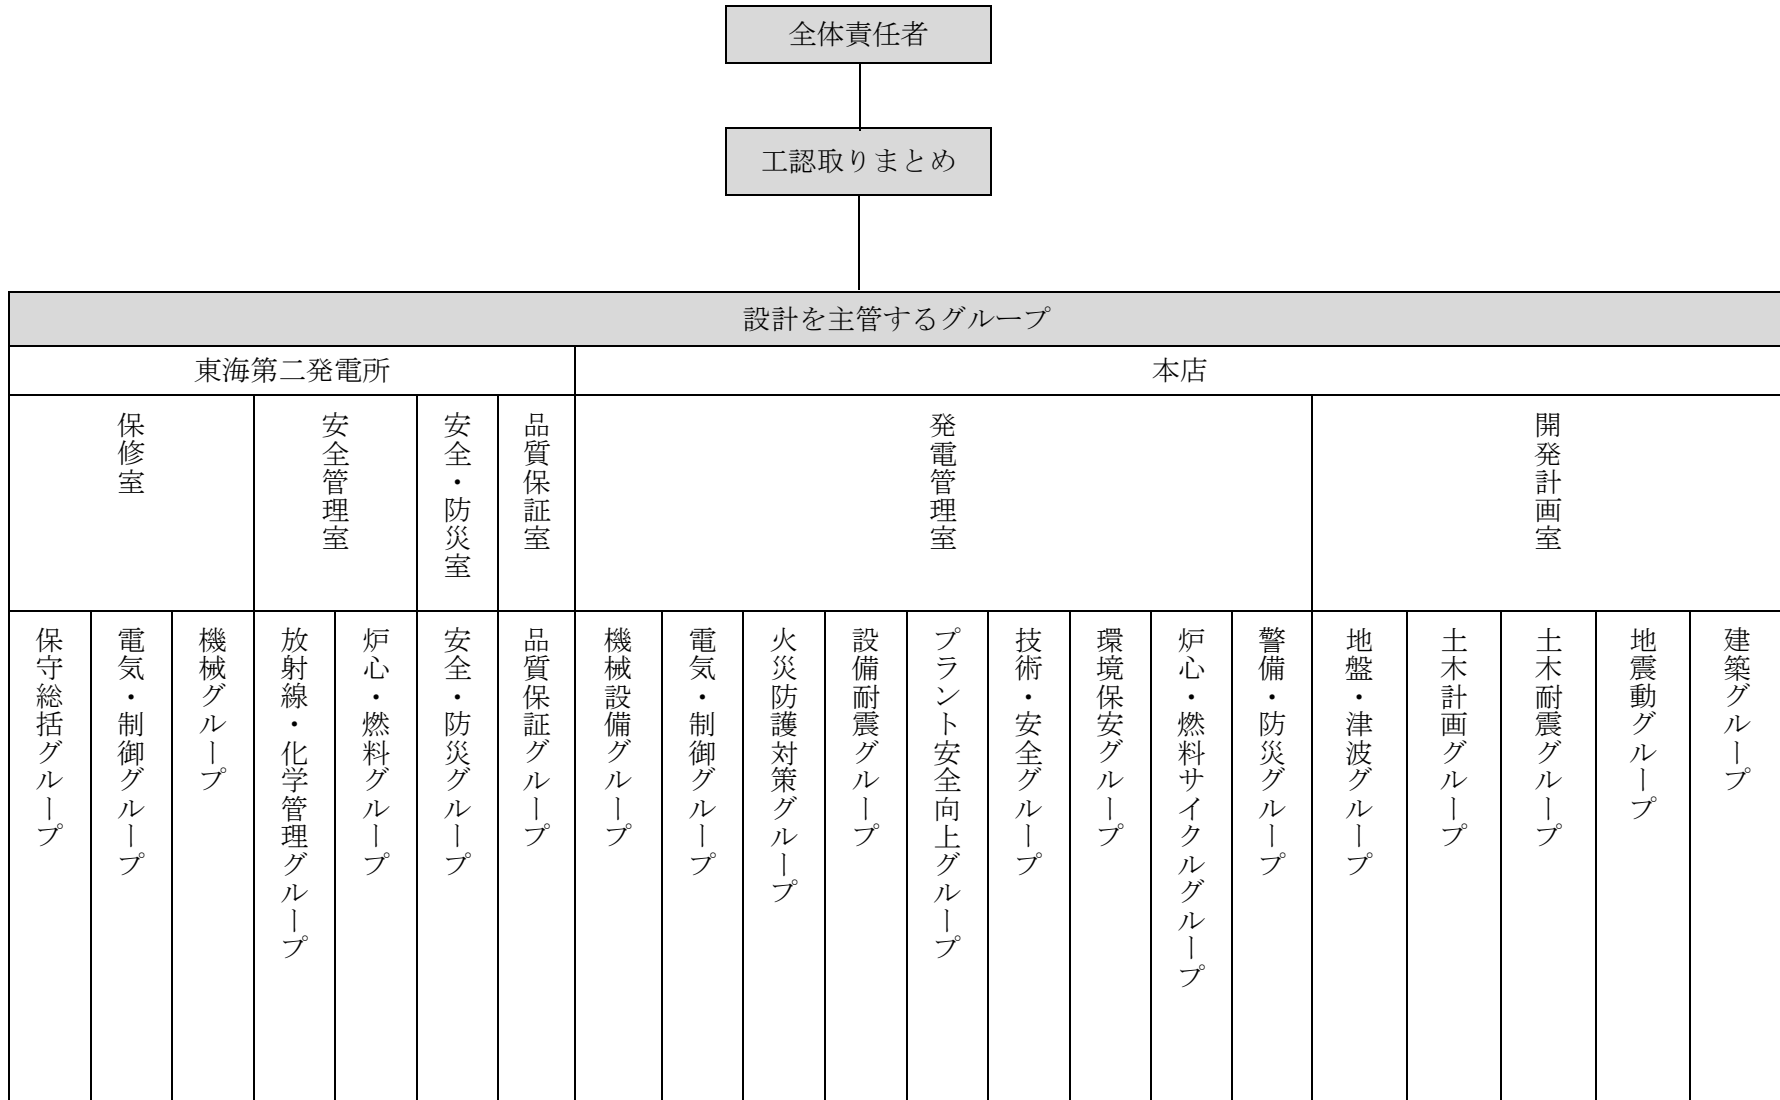 全体責任者
工認取りまとめ
設計を主管するグループ
東海第二発電所
本店
保修室
安全管理室
安全・防災室
品質保証室
発電管理室
開発計画室
保守総括グループ
電気・制御グループ
機械グループ
放射線・化学管理グループ
炉心・燃料グループ
安全・防災グループ
品質保証グループ
機械設備グループ
電気・制御グループ
火災防護対策グループ
設備耐震グループ
プラント安全向上グループ
技術・安全グループ
環境保安グループ
炉心・燃料サイクルグループ
警備・防災グループ
地盤・津波グループ
土木計画グループ
土木耐震グループ
地震動グループ
建築グループ